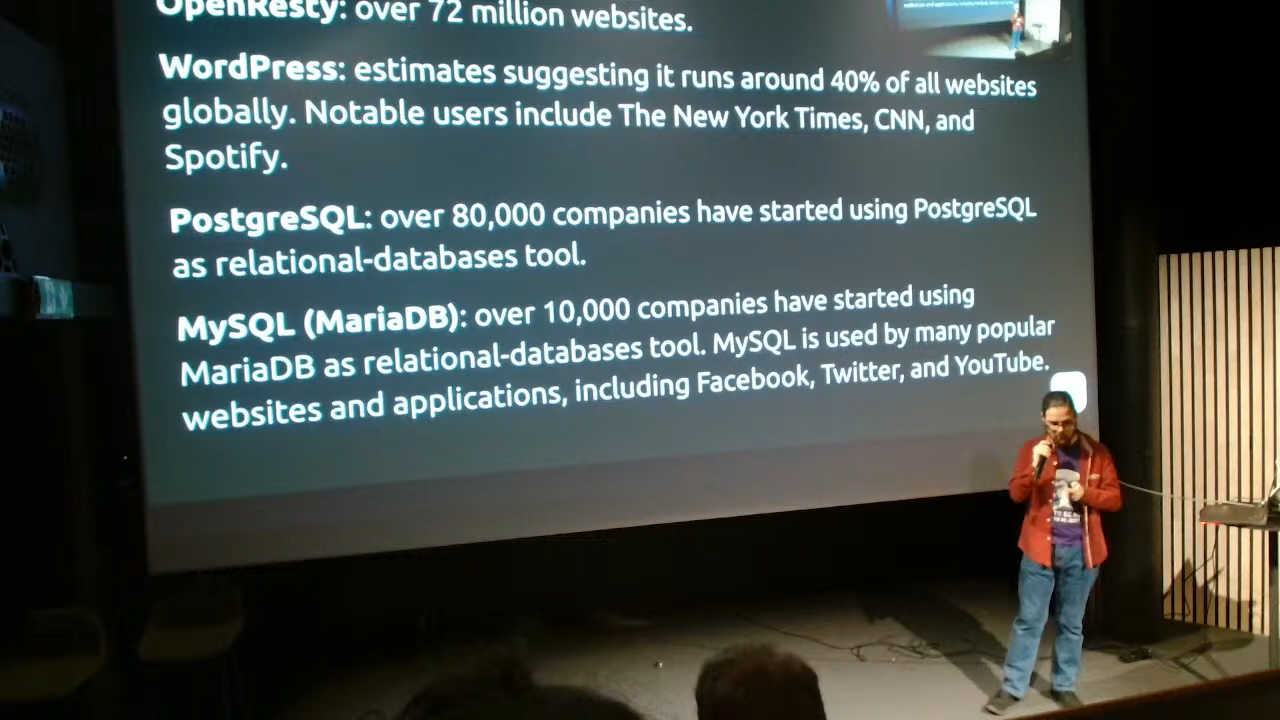 OpenResty: over 72 million websites.
WordPress: estimates suggesting it runs around 40% of all websites
globally. Notable users include The New York Times, CNN, and
Spotify.
PostgreSQL: over 80,000 companies have started using PostgreSQL
as relational-databases tool.
MySQL (MariaDB): over 10,000 companies have started using
MariaDB as relational-databases tool. MySQL is used by many popular
websites and applications, including Facebook, Twitter, and YouTube.